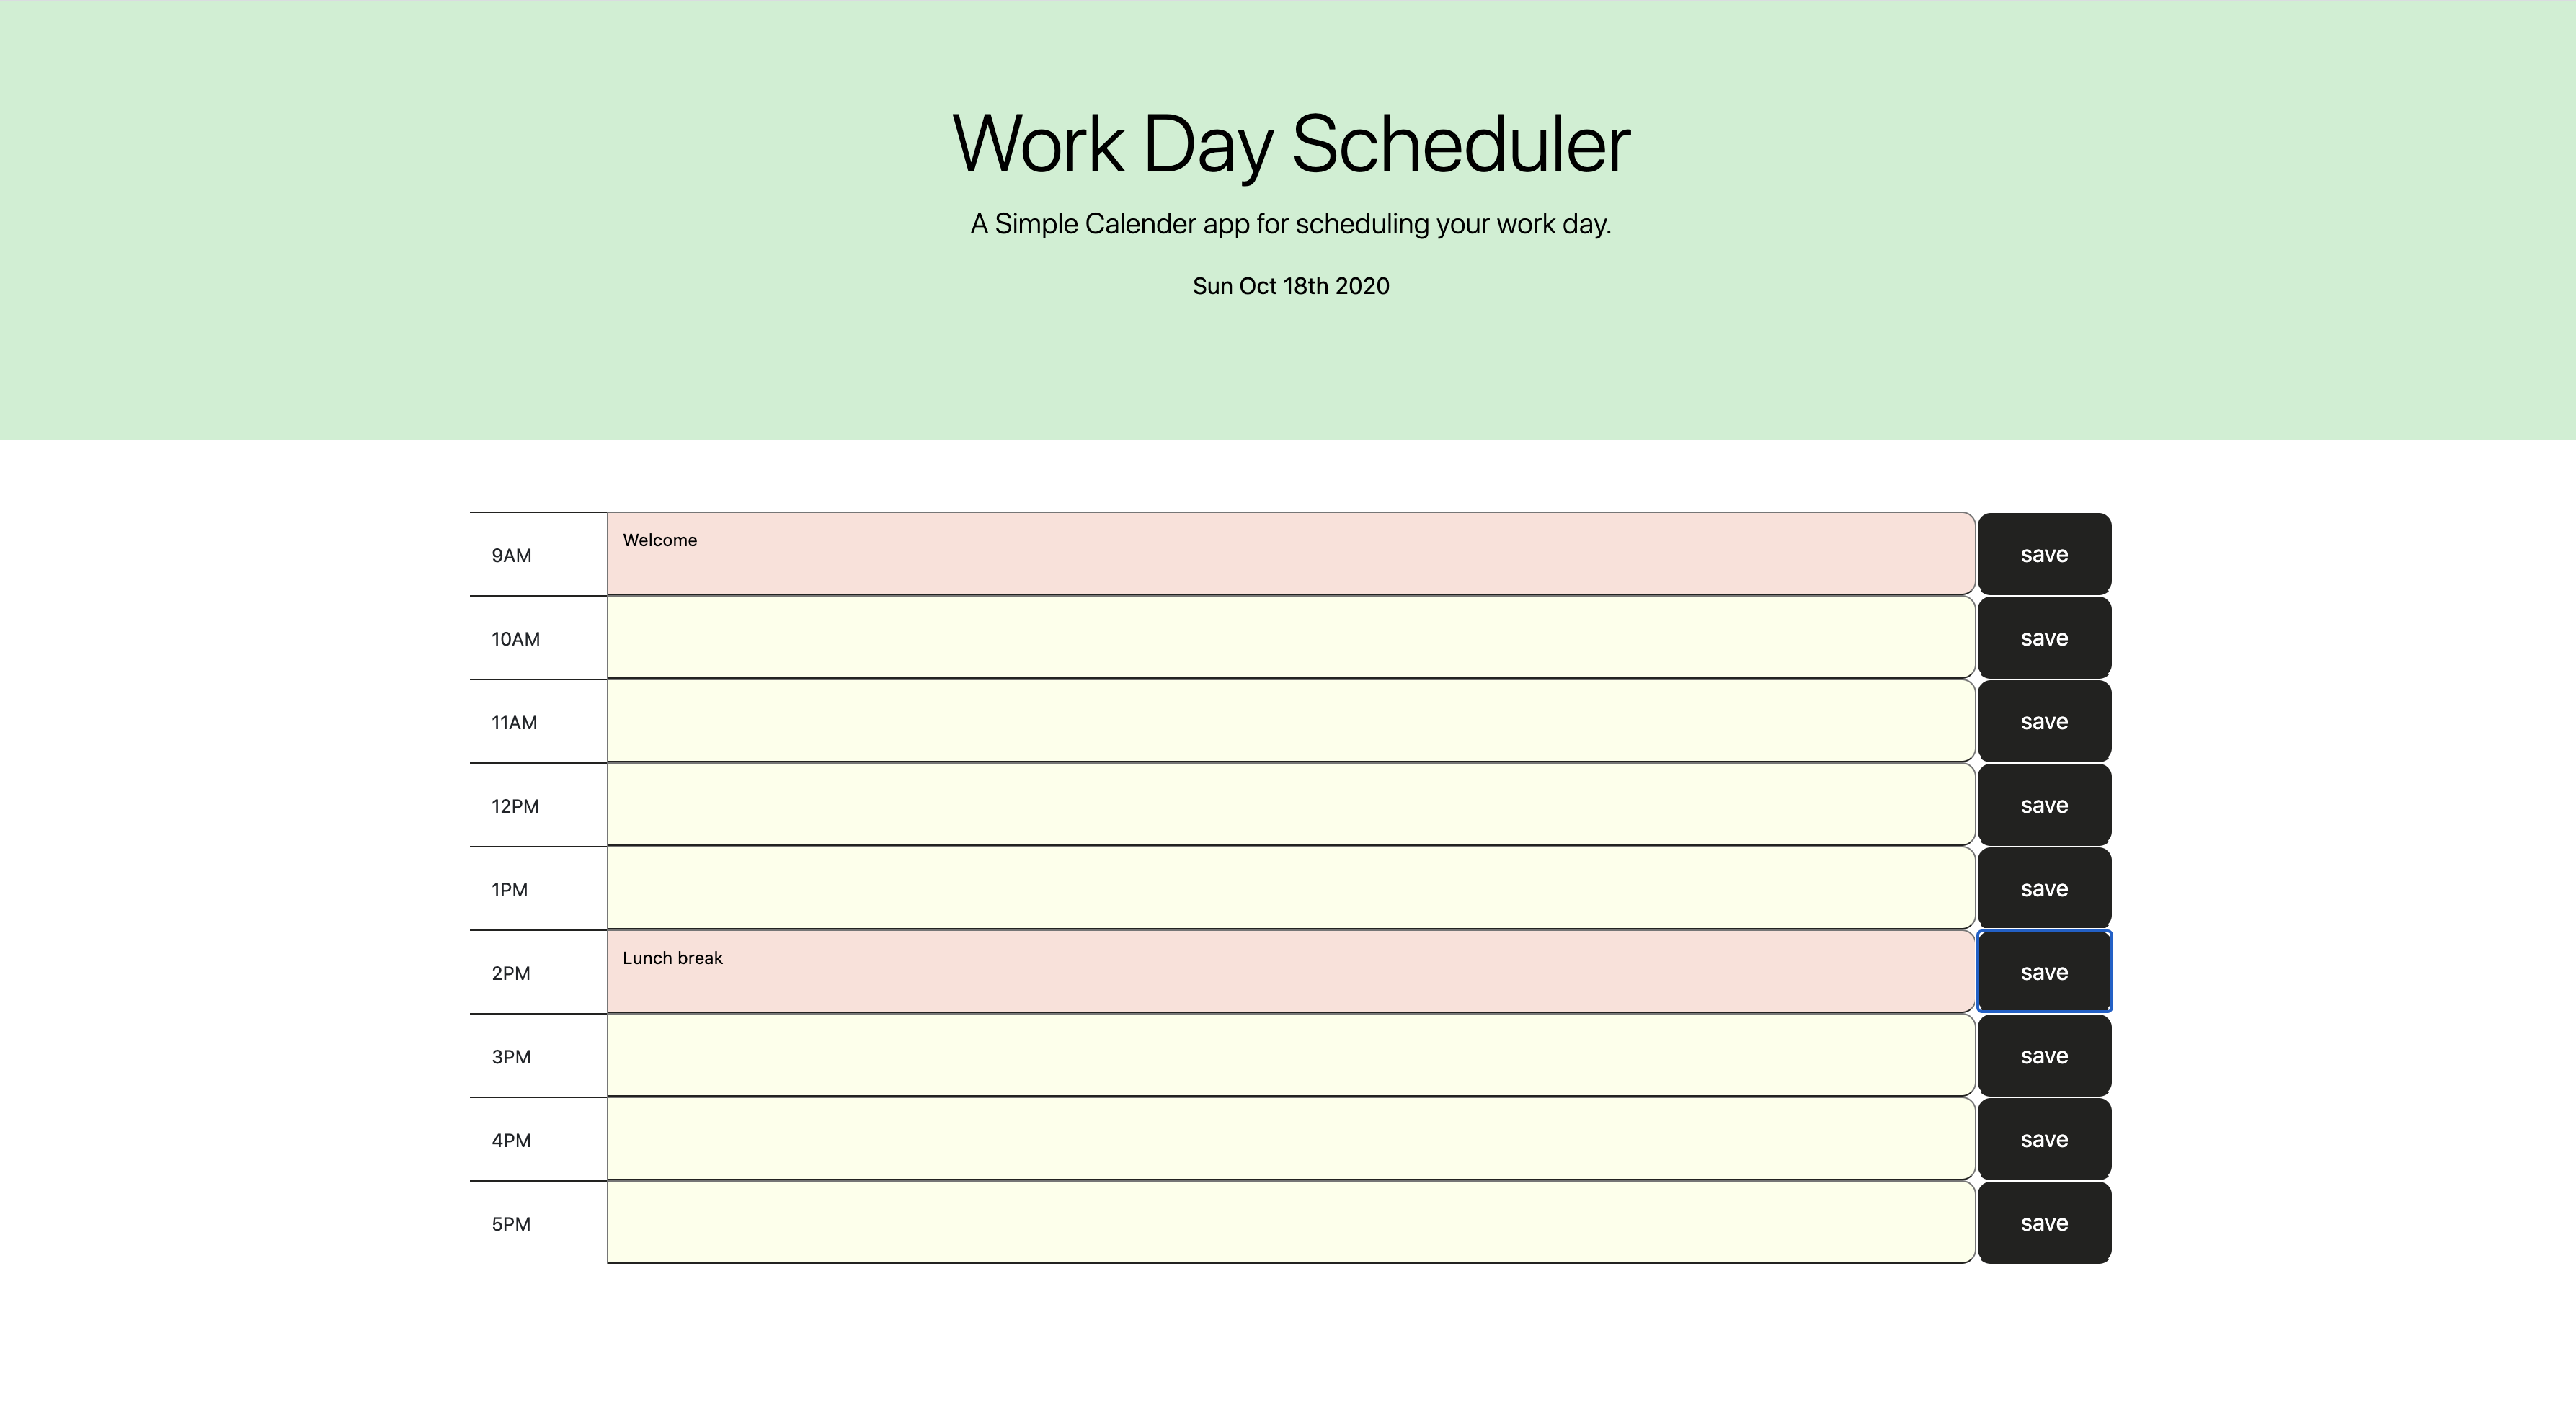 Work Day Scheduler
A Simple Calender app for scheduling your work day.
Sun Oct 18th 2020
9AM Welcome save
10AM save
11AM save
12PM save
1PM save
2PM Lunch break save
3PM save
4PM save
5PM save